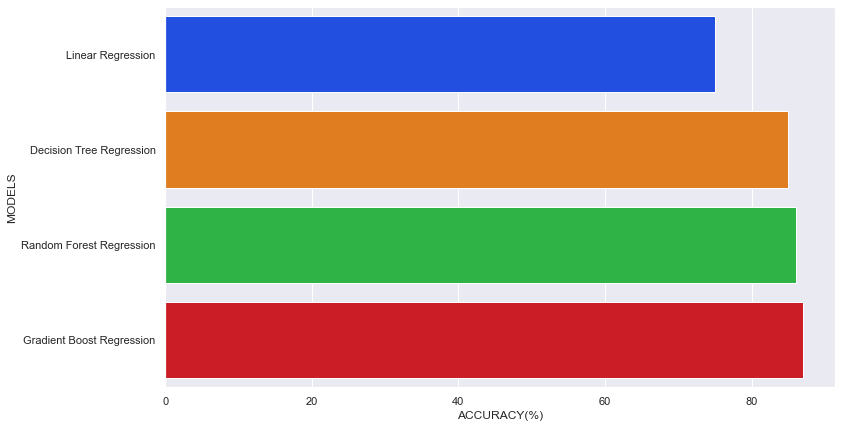 MODELS
Linear Regression
Decision Tree Regression
Random Forest Regression
Gradient Boost Regression
0 20 40 60 80
ACCURACY(%)